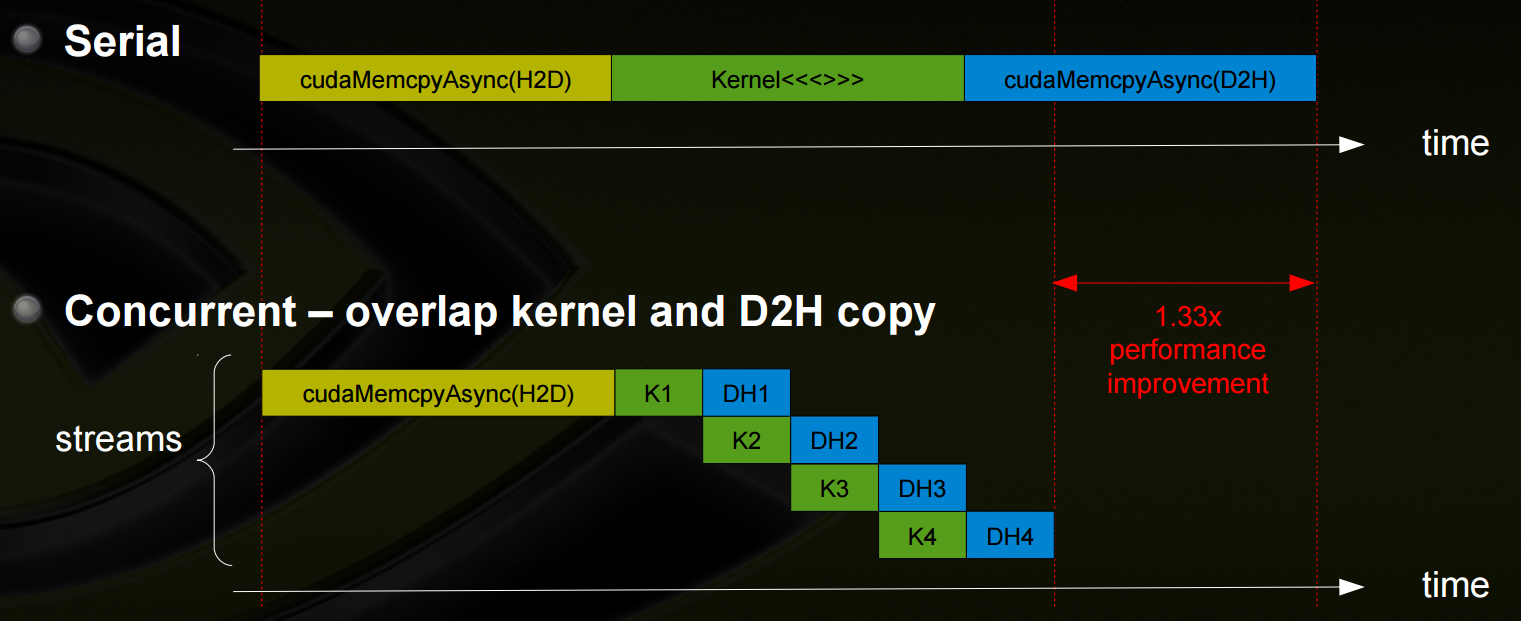 Serial
cudaMemcpyAsync(H2D) Kernel<<<>>> cudaMemcpyAsync(D2H)
time
Concurrent – overlap kernel and D2H copy
1.33x
performance
improvement
streams
cudaMemcpyAsync(H2D) K1 DH1
K2 DH2
K3 DH3
K4 DH4
time